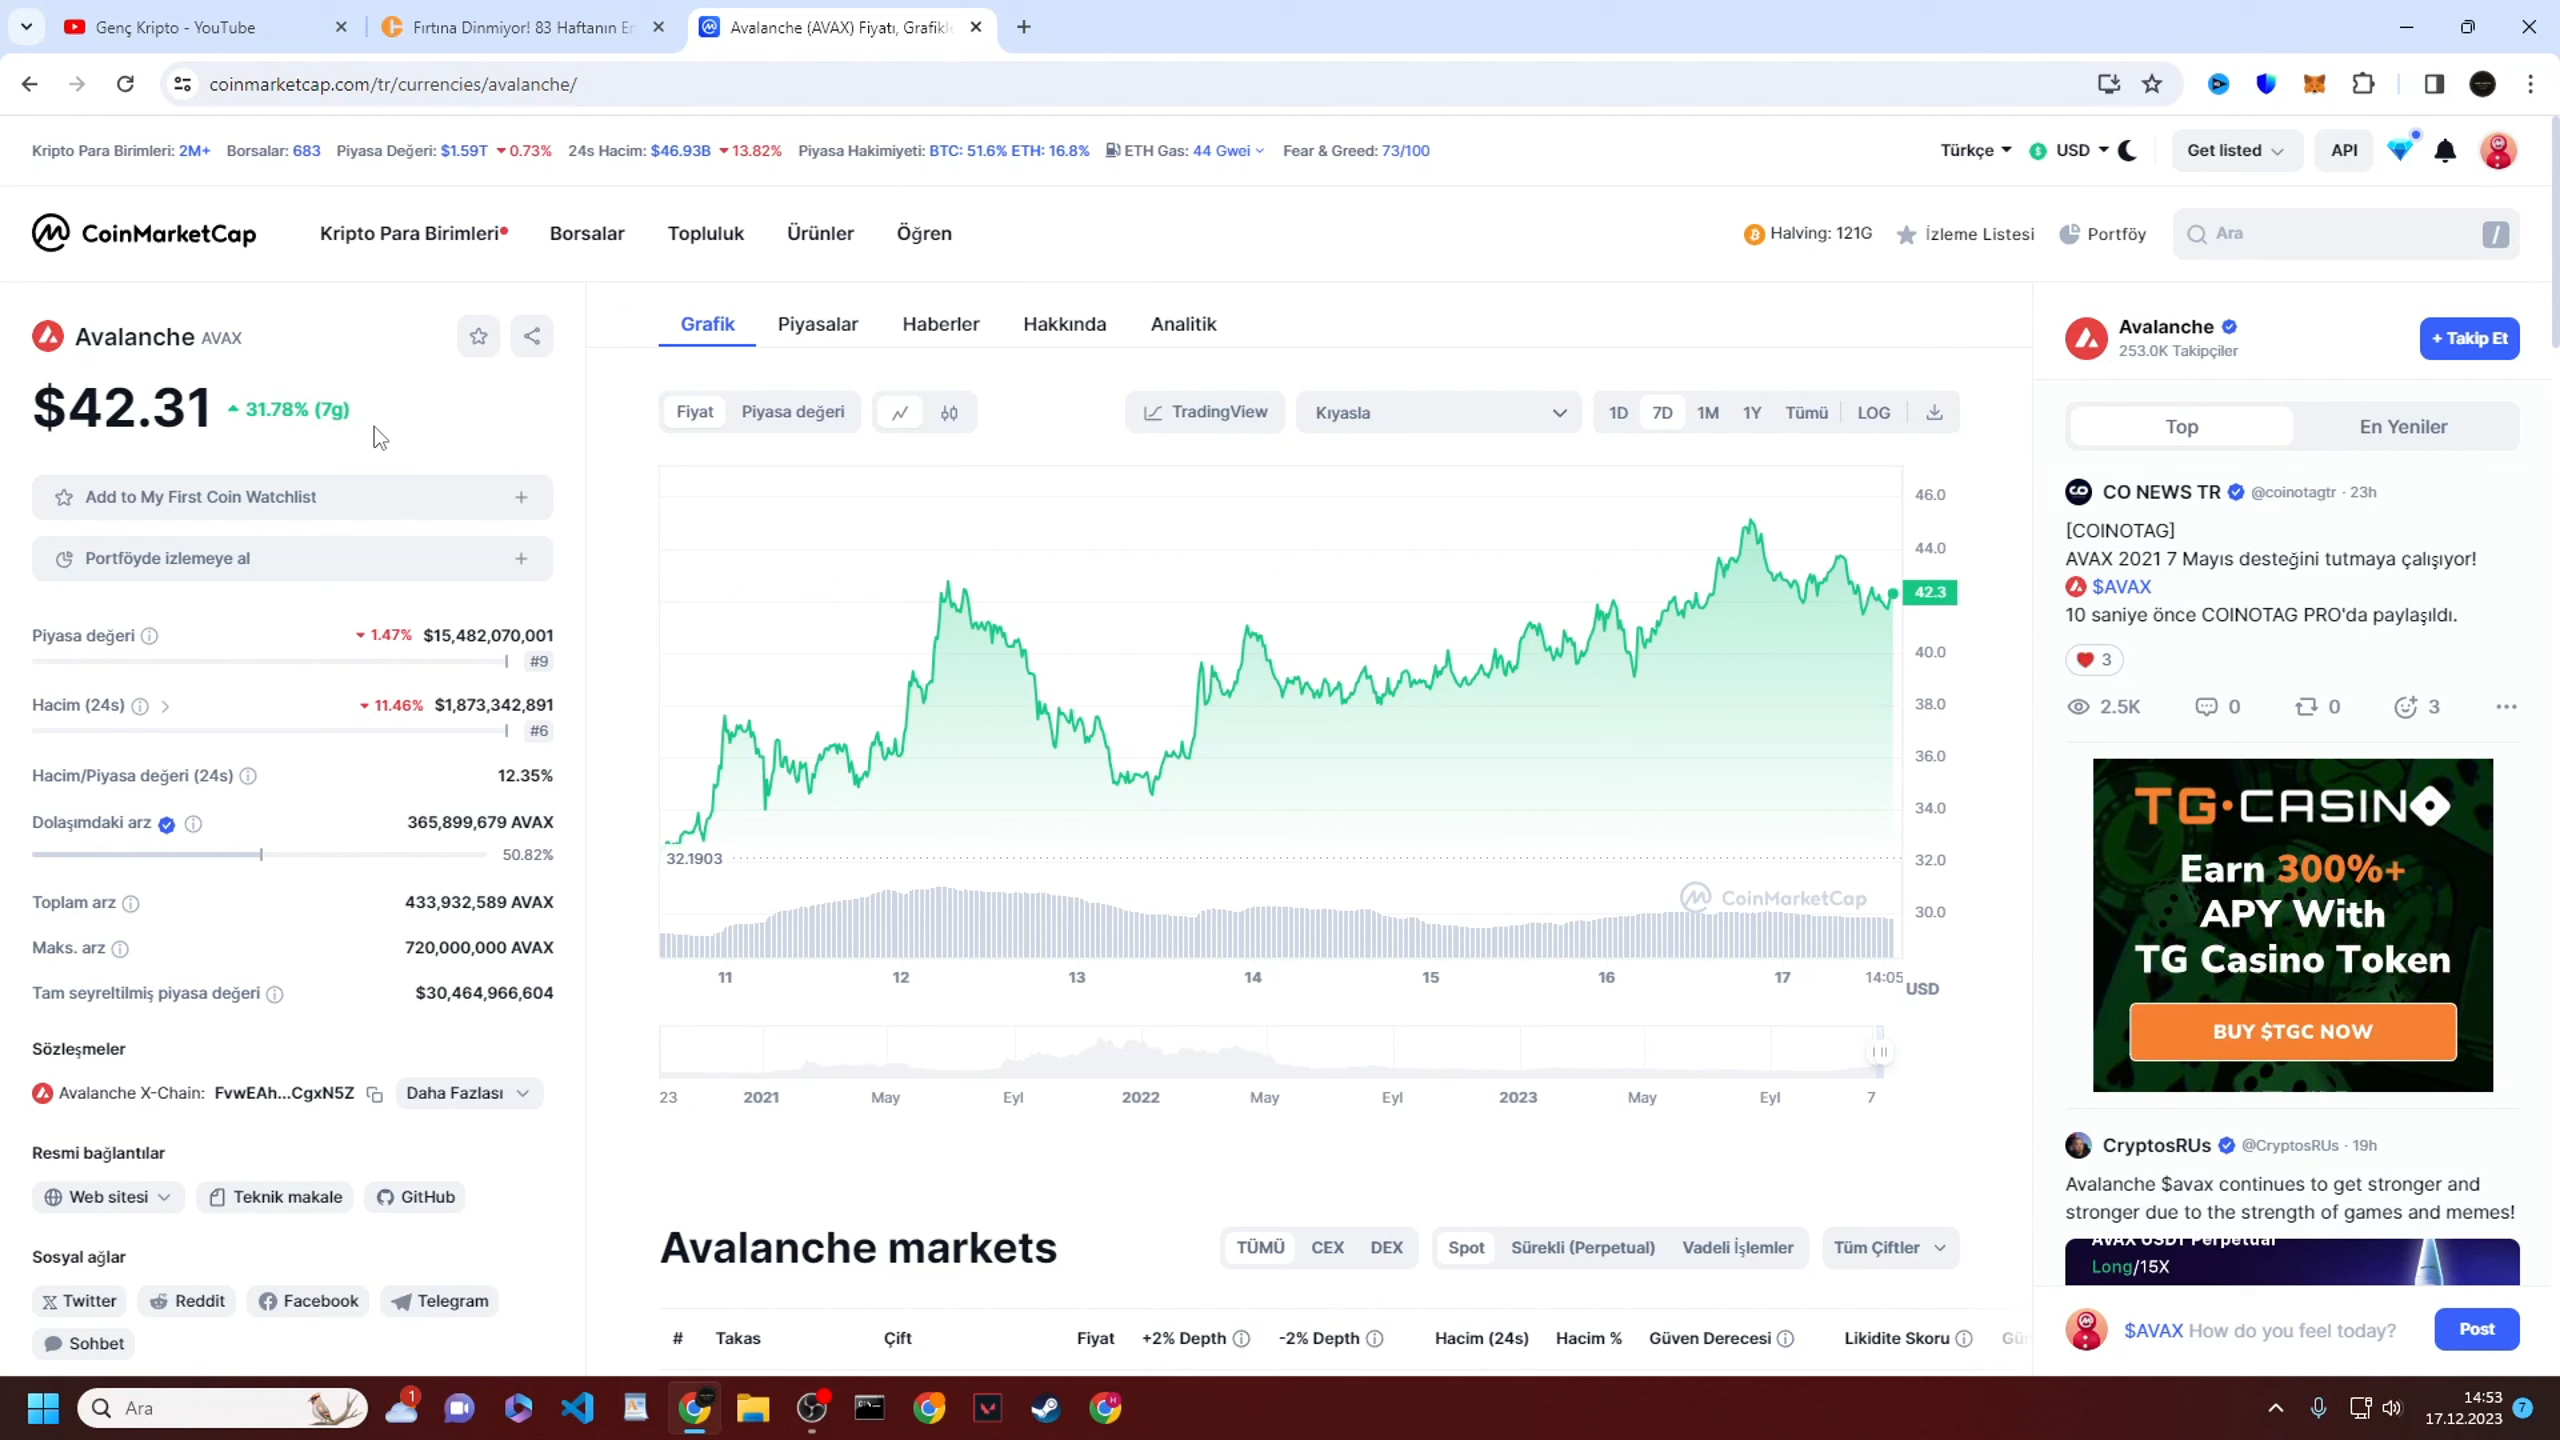 Genç Kripto - YouTube
Fırtına Dinmiyor! 83 Haftanın En
Avalanche (AVAX) Fiyatı, Grafikle
coinmarketcap.com/tr/currencies/avalanche/
Kripto Para Birimleri: 2M+ Borsalar: 683 Piyasa Değeri: $1.59T 0.73% 24s Hacim: $46.93B 13.82% Piyasa Hakimiyeti: BTC: 51.6% ETH: 16.8% ETH Gas: 44 Gwei Fear & Greed: 73/100
Türkçe USD Get listed API
CoinMarketCap Kripto Para Birimleri Borsalar Topluluk Ürünler Öğren
Halving: 121G İzleme Listesi Portföy Ara /
Avalanche AVAX
$42.31 31.78% (7g)
Add to My First Coin Watchlist +
Portföyde izlemeye al +
Piyasa değeri 1.47% $15,482,070,001
#9
Hacim (24s) 11.46% $1,873,342,891
#6
Hacim/Piyasa değeri (24s) 12.35%
Dolaşımdaki arz 365,899,679 AVAX
50.82%
Toplam arz 433,932,589 AVAX
Maks. arz 720,000,000 AVAX
Tam seyreltilmiş piyasa değeri $30,464,966,604
Sözleşmeler
Avalanche X-Chain: FvwEAh...CgxN5Z Daha Fazlası
Resmi bağlantılar
Web sitesi Teknik makale GitHub
Sosyal ağlar
Twitter Reddit Facebook Telegram
Sohbet
Grafik Piyasalar Haberler Hakkında Analitik
Fiyat Piyasa değeri TradingView Kıyasla 1D 7D 1M 1Y Tümü LOG
46.0
44.0
42.3
40.0
38.0
36.0
34.0
32.1903
32.0
CoinMarketCap
30.0
11 12 13 14 15 16 17 14:05
USD
23 2021 May Eyl 2022 May Eyl 2023 May Eyl 7
Avalanche markets TÜMÜ CEX DEX Spot Sürekli (Perpetual) Vadeli İşlemler Tüm Çiftler
# Takas Çift Fiyat +2% Depth -2% Depth Hacim (24s) Hacim % Güven Derecesi Likidite Skoru
Avalanche
253.0K Takipçiler
+ Takip Et
Top En Yeniler
CO NEWS TR @coinotagtr · 23h
[COINOTAG]
AVAX 2021 7 Mayıs desteğini tutmaya çalışıyor!
$AVAX
10 saniye önce COINOTAG PRO'da paylaşıldı.
3
2.5K 0 0 3
TG·CASINO
Earn 300%+
APY With
TG Casino Token
BUY $TGC NOW
CryptosRUs @CryptosRUs · 19h
Avalanche $avax continues to get stronger and
stronger due to the strength of games and memes!
AVAX USDT Perpetual
Long/15X
$AVAX How do you feel today? Post
Ara
1
14:53
17.12.2023
7